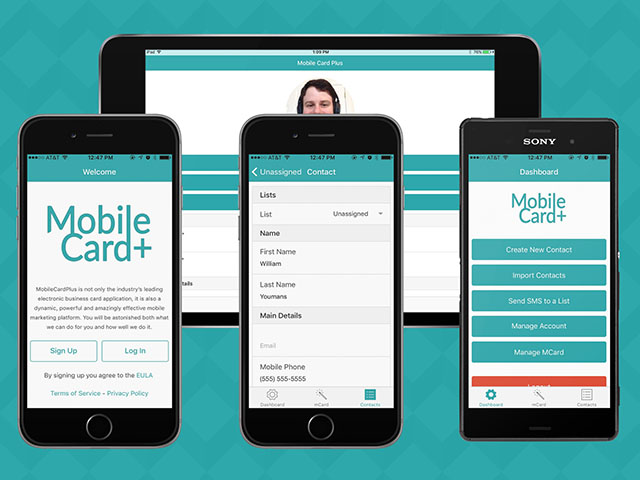 iPad
1:09 PM
76%
Mobile Card Plus
AT&T
12:47 PM
Welcome
Mobile
Card+
MobileCardPlus is not only the industry's leading
electronic business card application, it is also a
dynamic, powerful and amazingly effective mobile
marketing platform. You will be astonished both what
we can do for you and how well we do it.
Sign Up
Log In
By signing up you agree to the EULA
Terms of Service - Privacy Policy
AT&T
12:47 PM
Unassigned
Contact
Lists
List
Unassigned
Name
First Name
William
Last Name
Youmans
Main Details
Email
Mobile Phone
(555) 555-5555
Dashboard
mCard
Contacts
SONY
AT&T
12:47 PM
Dashboard
Mobile
Card+
Create New Contact
Import Contacts
Send SMS to a List
Manage Account
Manage MCard
Logout
Dashboard
mCard
Contacts